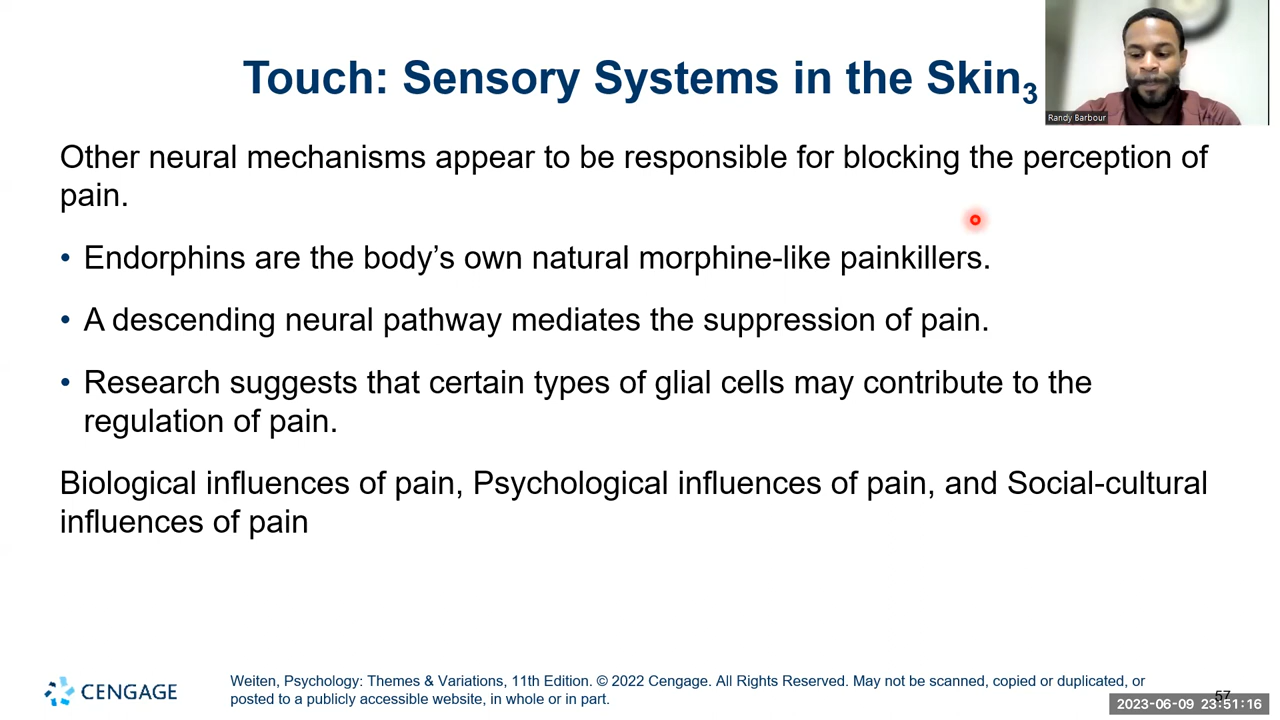 Touch: Sensory Systems in the Skin3
Randy Barbour
Other neural mechanisms appear to be responsible for blocking the perception of
pain.
• Endorphins are the body’s own natural morphine-like painkillers.
• A descending neural pathway mediates the suppression of pain.
• Research suggests that certain types of glial cells may contribute to the
regulation of pain.
Biological influences of pain, Psychological influences of pain, and Social-cultural
influences of pain
CENGAGE
Weiten, Psychology: Themes & Variations, 11th Edition. © 2022 Cengage. All Rights Reserved. May not be scanned, copied or duplicated, or
posted to a publicly accessible website, in whole or in part.
57
2023-06-09 23:51:16